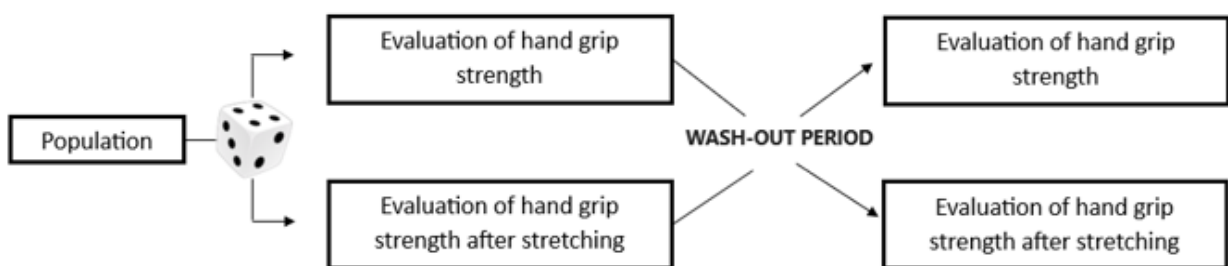 Population
Evaluation of hand grip
strength
Evaluation of hand grip
strength after stretching
WASH-OUT PERIOD
Evaluation of hand grip
strength
Evaluation of hand grip
strength after stretching